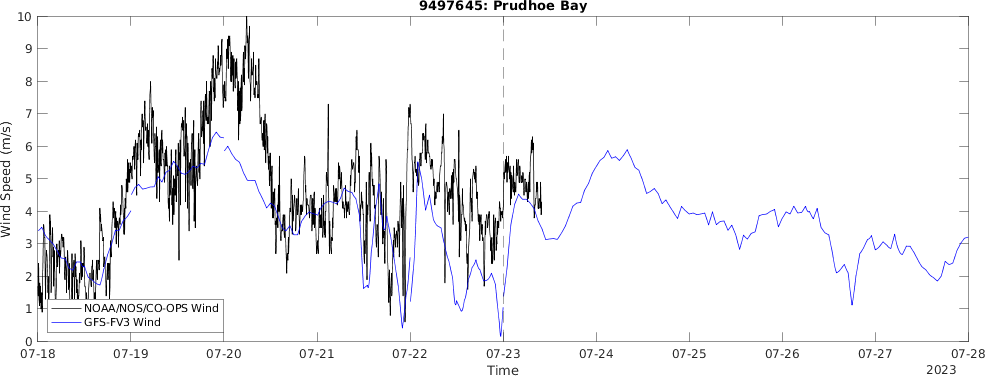 9497645: Prudhoe Bay
Wind Speed (m/s)
10
9
8
7
6
5
4
3
2
1
0
NOAA/NOS/CO-OPS Wind
GFS-FV3 Wind
07-18 07-19 07-20 07-21 07-22 07-23 07-24 07-25 07-26 07-27 07-28
Time
2023